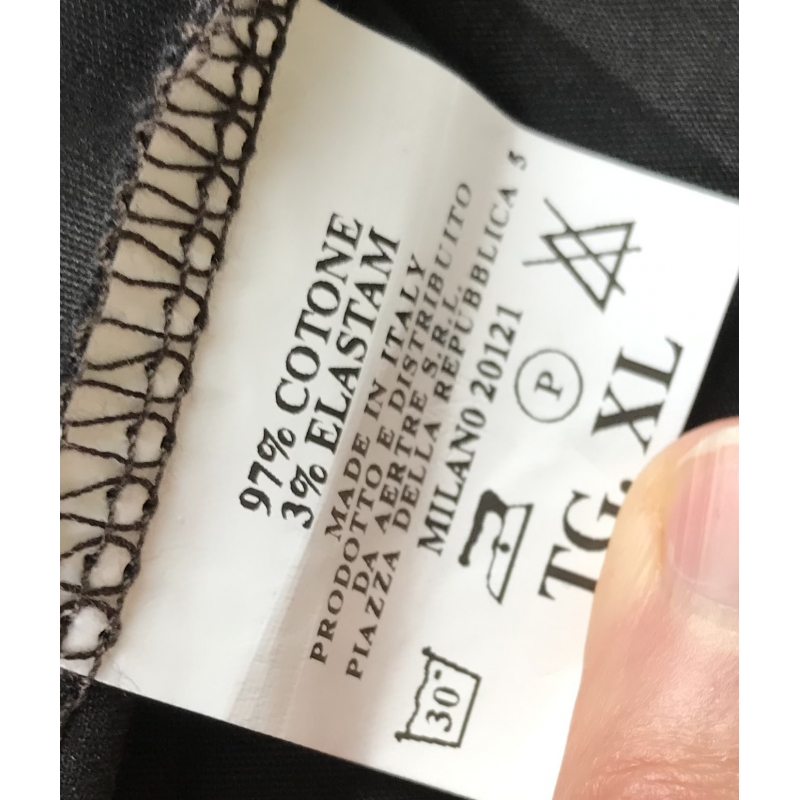 97% COTONE
3% ELASTAM
MADE IN ITALY
PRODOTTO E DISTRIBUITO
DA AERTRE S.R.L.
PIAZZA DELLA REPUBBLICA 5
MILANO 20121
30°
P
TG. XL